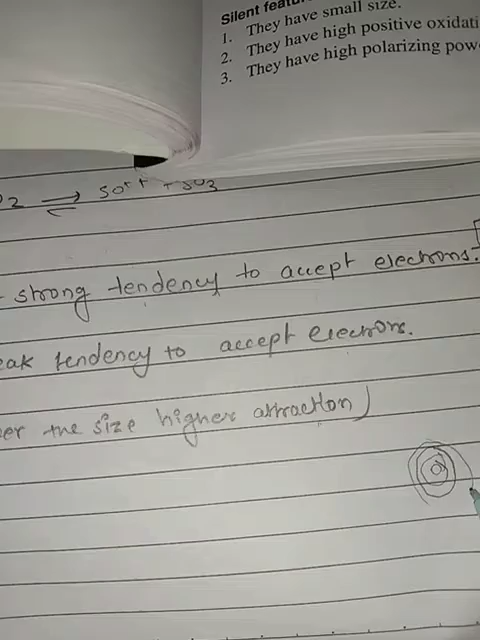 Silent featu
1. They have small size.
2. They have high positive oxidati
3. They have high polarizing pow
2 ⇌ SO++ + SO3
strong tendency to accept electrons.
eak tendency to accept electrons.
er the size higher attraction)